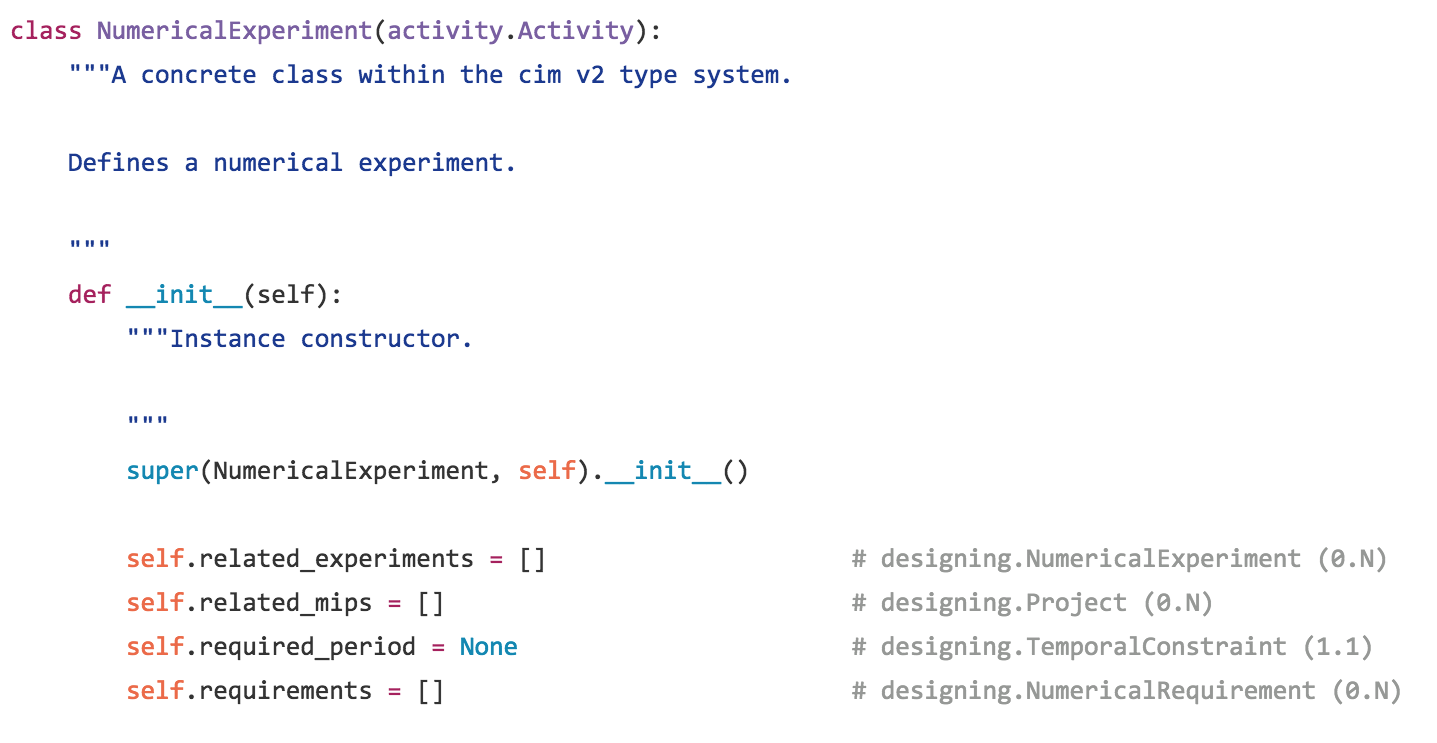 class NumericalExperiment(activity.Activity):
    """A concrete class within the cim v2 type system.
    Defines a numerical experiment.
    """
    def __init__(self):
        """Instance constructor.
        """
        super(NumericalExperiment, self).__init__()
        self.related_experiments = []                     # designing.NumericalExperiment (0.N)
        self.related_mips = []                            # designing.Project (0.N)
        self.required_period = None                       # designing.TemporalConstraint (1.1)
        self.requirements = []                            # designing.NumericalRequirement (0.N)